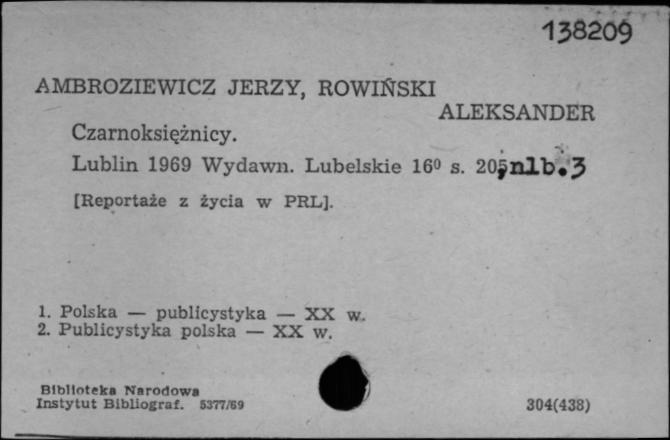 138209
AMBROZIEWICZ JERZY, ROWIŃSKI
ALEKSANDER
Czarnoksiężnicy.
Lublin 1969 Wydawn. Lubelskie 16⁰ s. 205, nlb. 3
[Reportaże z życia w PRL].
1. Polska — publicystyka — XX w.
2. Publicystyka polska — XX w.
Biblioteka Narodowa
Instytut Bibliograf. 5377/69
304(438)